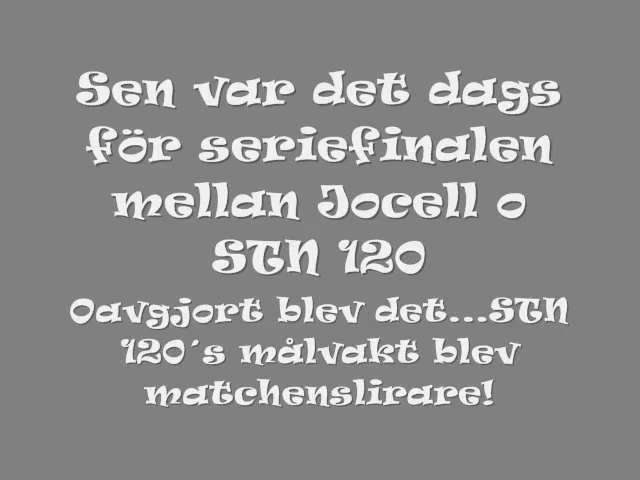 Sen var det dags
för seriefinalen
mellan Jocell o
STN 120
Oavgjort blev det...STN
120´s målvakt blev
matchenslirare!